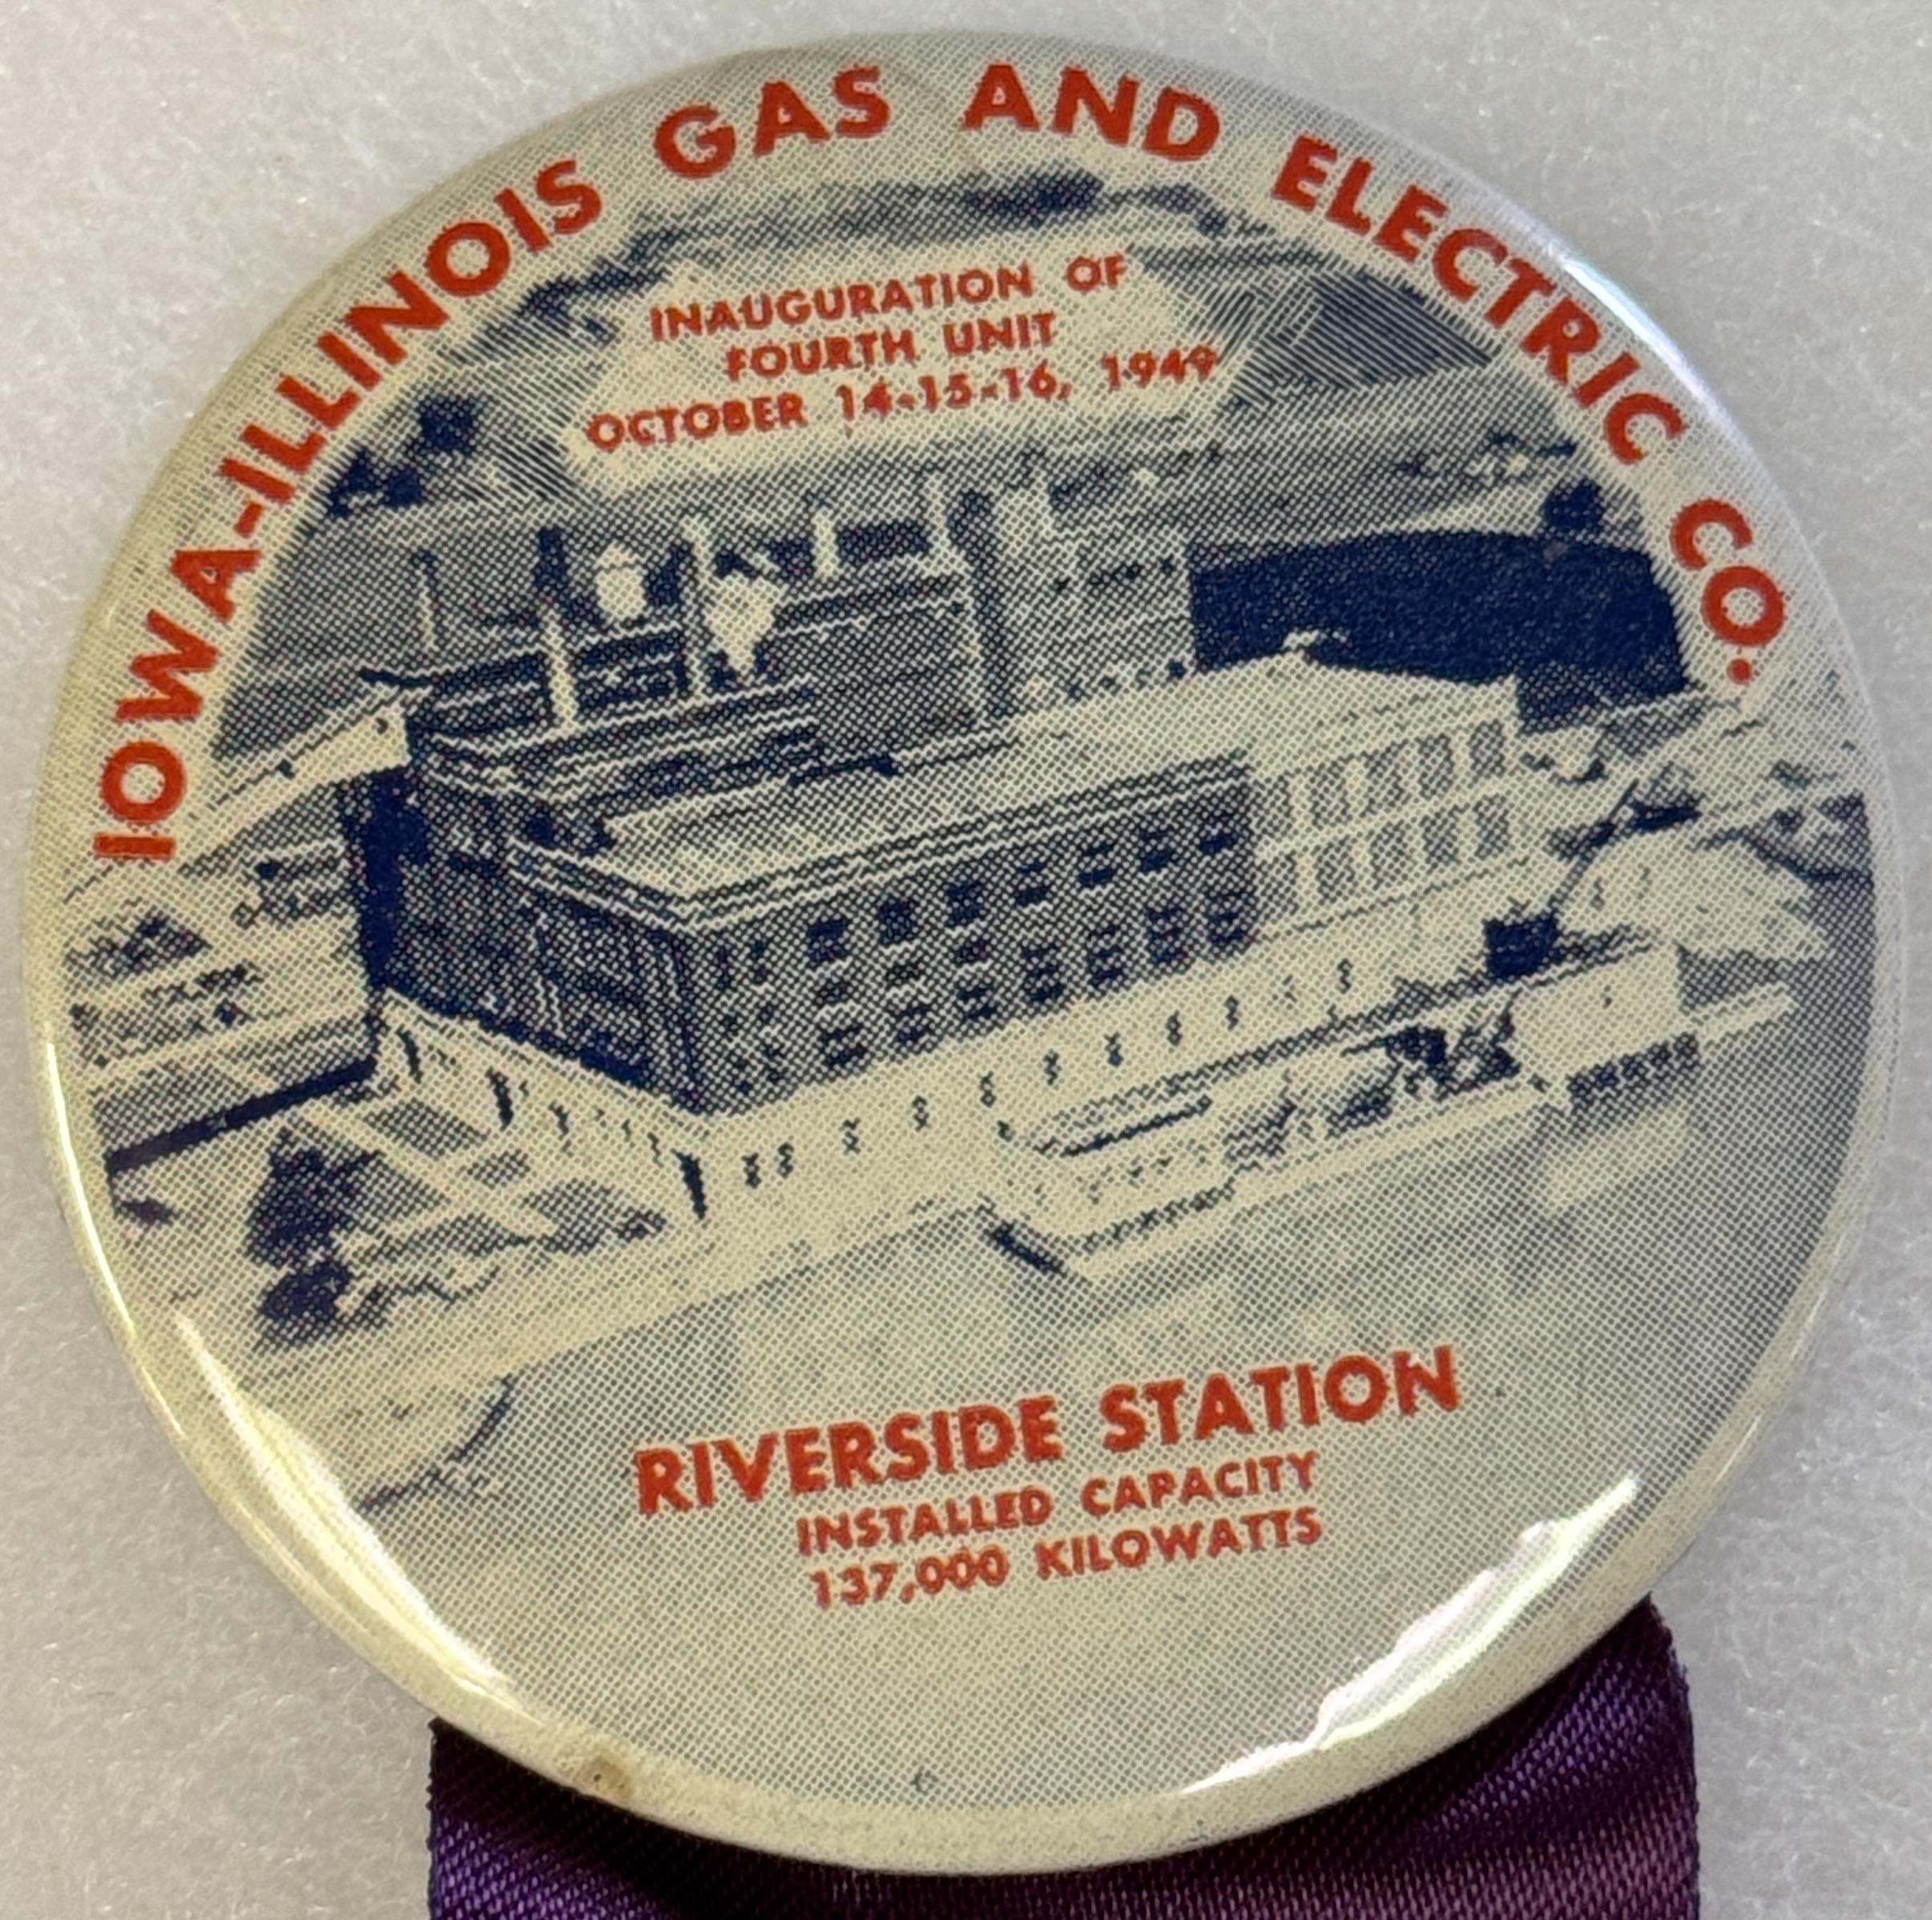 IOWA-ILLINOIS GAS AND ELECTRIC CO.
INAUGURATION OF
FOURTH UNIT
OCTOBER 14-15-16, 1949
RIVERSIDE STATION
INSTALLED CAPACITY
137,000 KILOWATTS